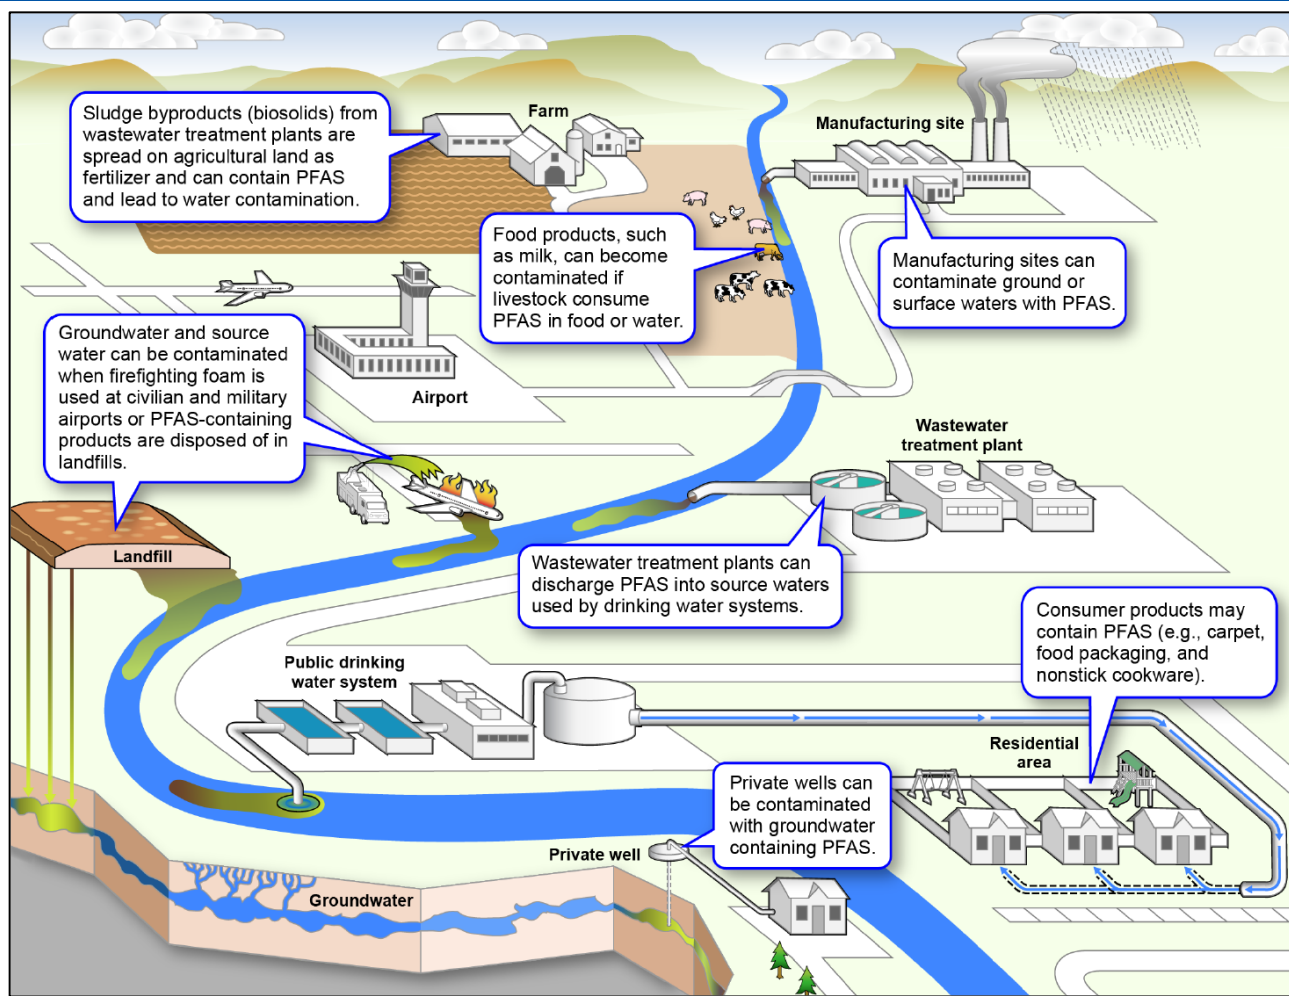 Sludge byproducts (biosolids) from
wastewater treatment plants are
spread on agricultural land as
fertilizer and can contain PFAS
and lead to water contamination.
Farm
Manufacturing site
Food products, such
as milk, can become
contaminated if
livestock consume
PFAS in food or water.
Manufacturing sites can
contaminate ground or
surface waters with PFAS.
Groundwater and source
water can be contaminated
when firefighting foam is
used at civilian and military
airports or PFAS-containing
products are disposed of in
landfills.
Airport
Wastewater
treatment plant
Landfill
Wastewater treatment plants can
discharge PFAS into source waters
used by drinking water systems.
Consumer products may
contain PFAS (e.g., carpet,
food packaging, and
nonstick cookware).
Public drinking
water system
Residential
area
Private wells can
be contaminated
with groundwater
containing PFAS.
Private well
Groundwater